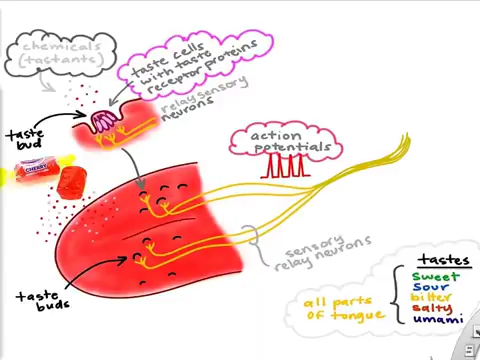 chemicals
(tastants)
taste cells
with taste
receptor proteins
relay sensory
neurons
taste
bud
CHERRY
action
potentials
sensory
relay neurons
taste
buds
all parts
of tongue
tastes
sweet
sour
bitter
salty
umami